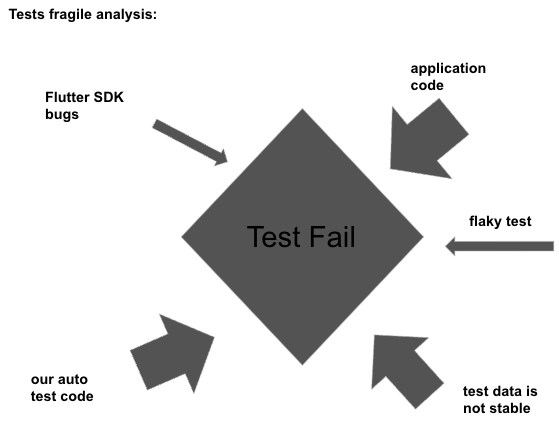 Tests fragile analysis:
application
code
Flutter SDK
bugs
flaky test
Test Fail
our auto
test code
test data is
not stable